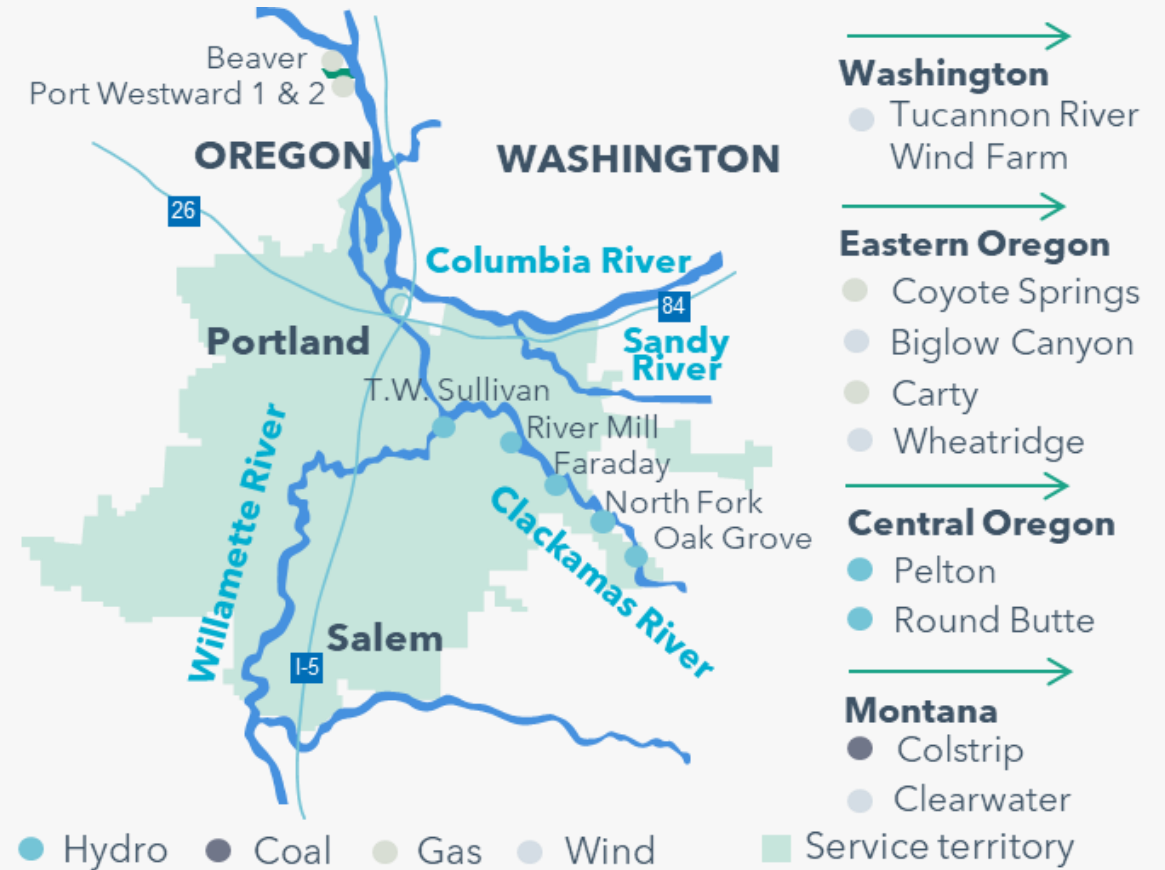 Beaver
Port Westward 1 & 2
OREGON
WASHINGTON
26
Columbia River
84
Portland
Sandy
River
T.W. Sullivan
River Mill
Faraday
North Fork
Oak Grove
Willamette River
Clackamas River
Salem
I-5
Washington
Tucannon River
Wind Farm
Eastern Oregon
Coyote Springs
Biglow Canyon
Carty
Wheatridge
Central Oregon
Pelton
Round Butte
Montana
Colstrip
Clearwater
Hydro
Coal
Gas
Wind
Service territory